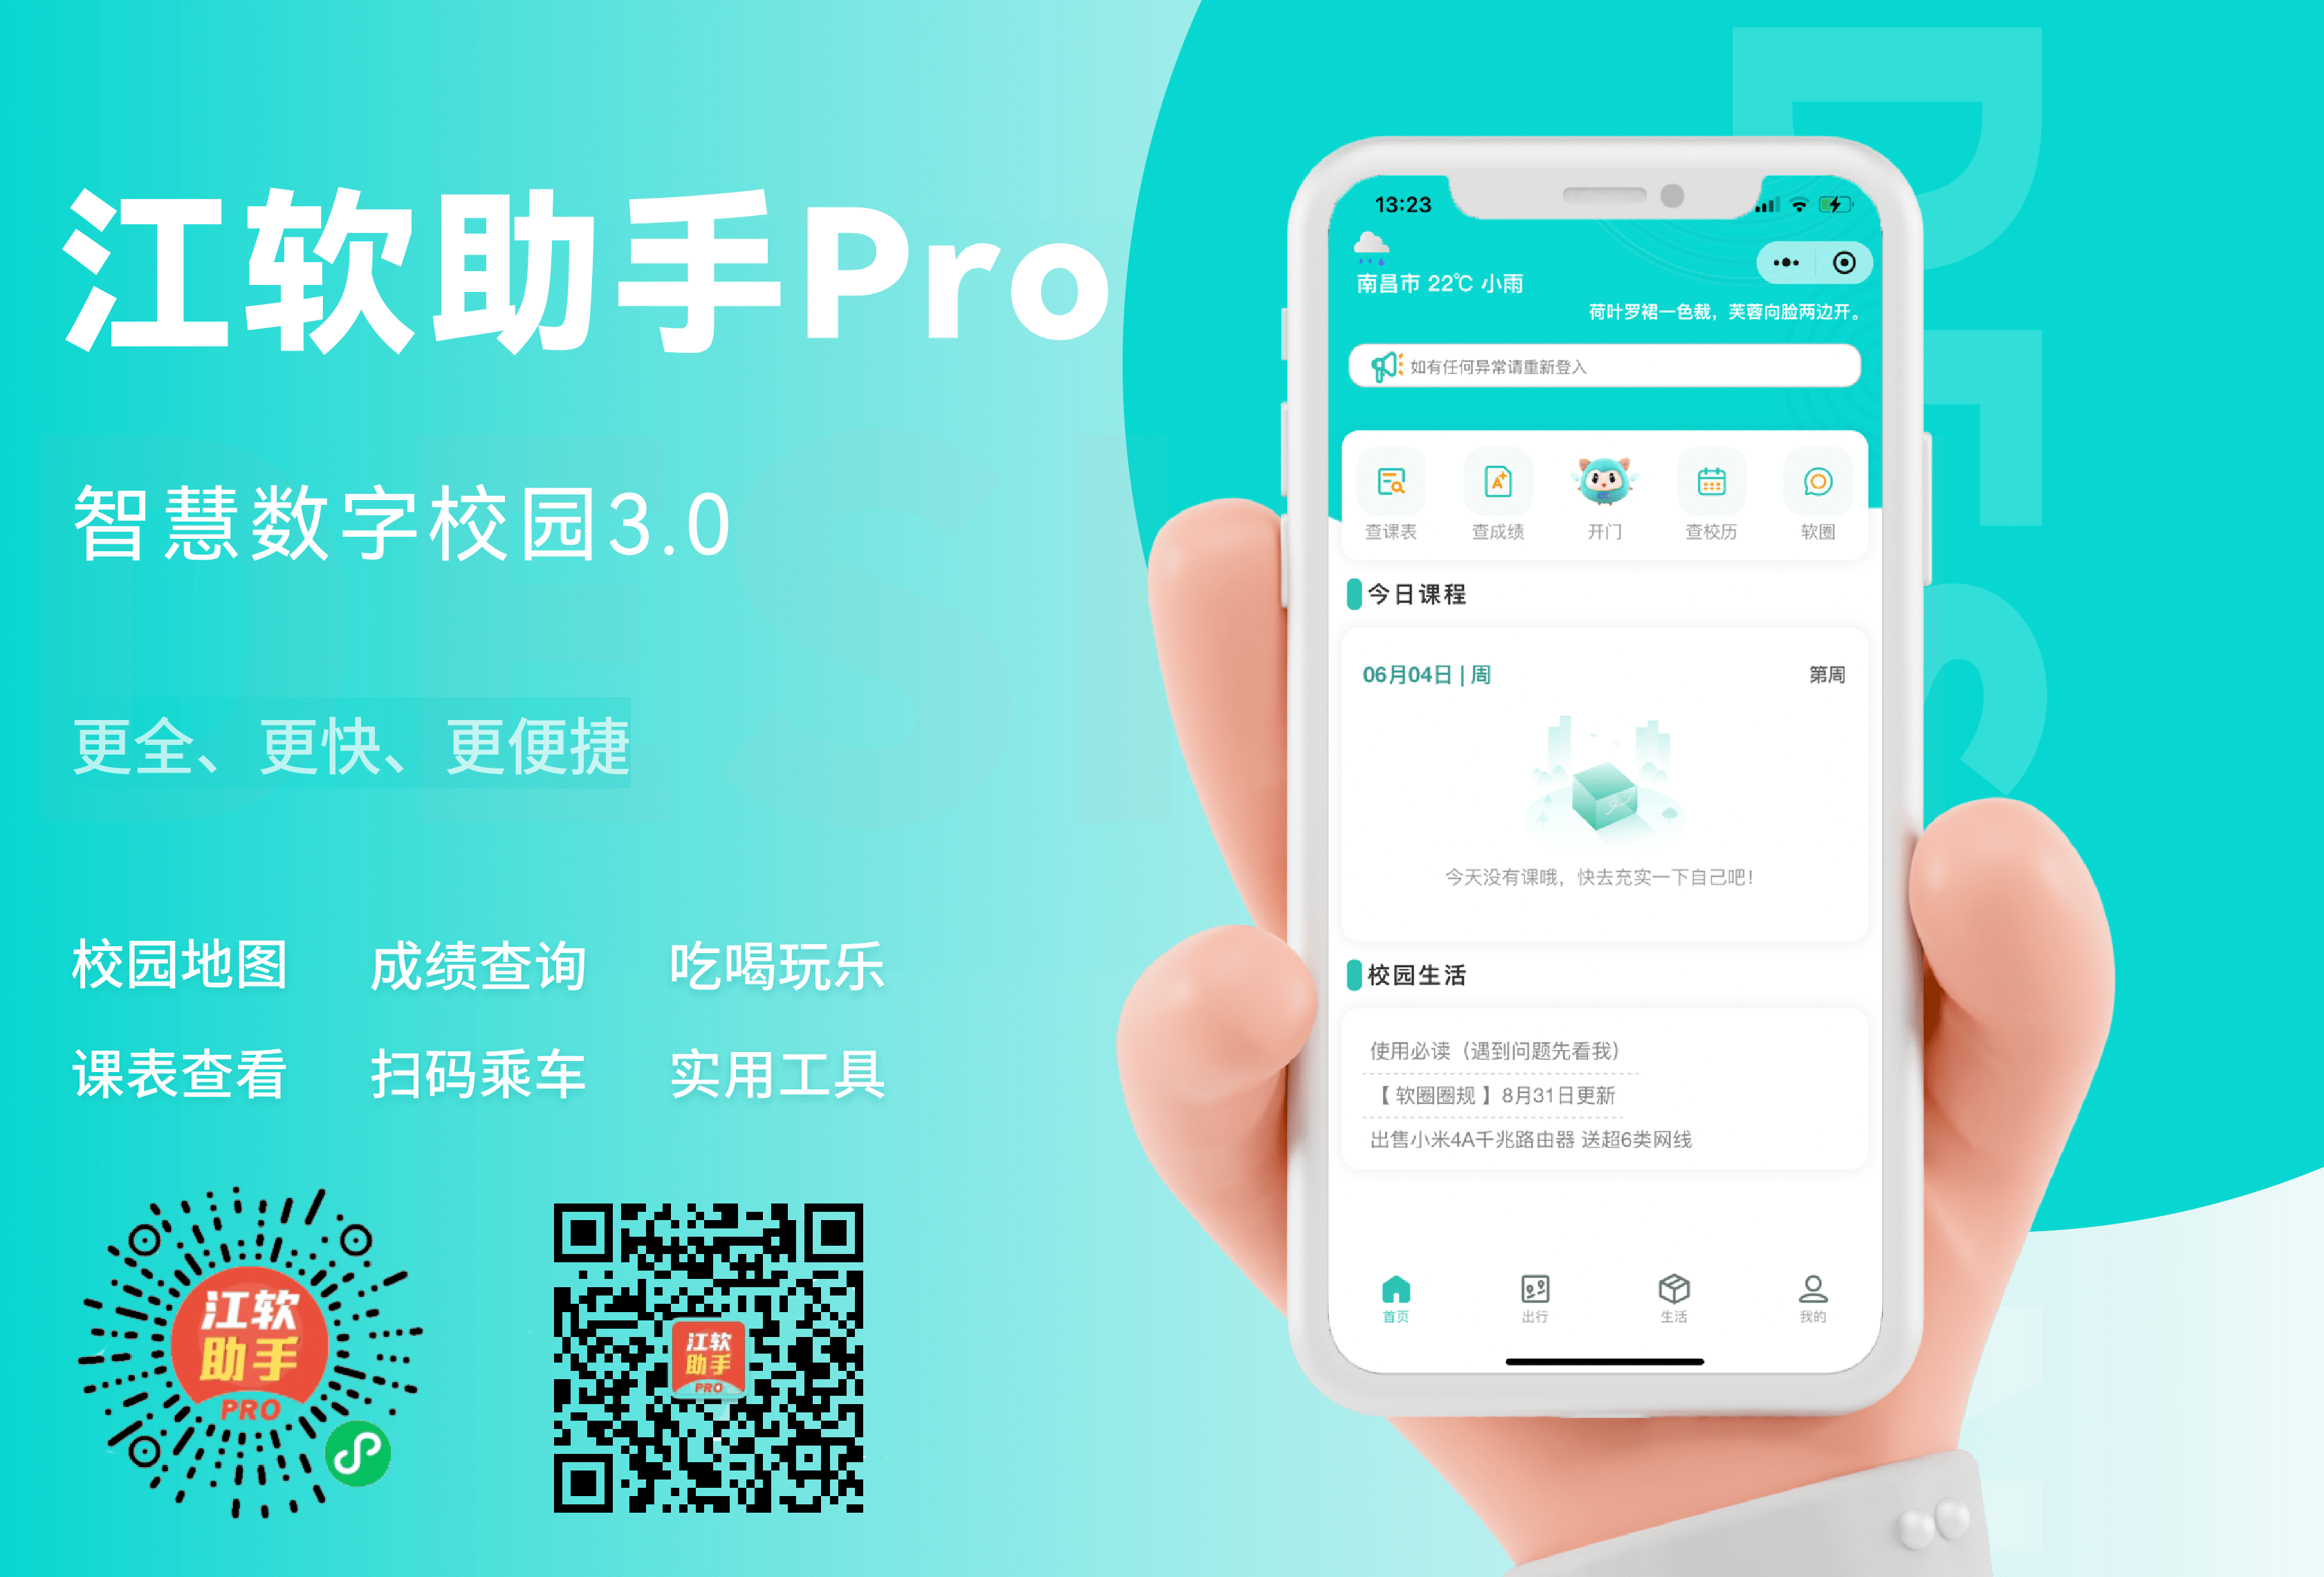 江软助手Pro
智慧数字校园3.0
更全、更快、更便捷
校园地图 成绩查询 吃喝玩乐
课表查看 扫码乘车 实用工具
江软
助手
PRO
江软
助手
PRO
13:23
南昌市 22℃ 小雨
荷叶罗裙一色裁，芙蓉向脸两边开。
如有任何异常请重新登入
查课表 查成绩 开门 查校历 软圈
今日课程
06月04日 | 周 第周
今天没有课哦，快去充实一下自己吧！
校园生活
使用必读（遇到问题先看我）
【 软圈圈规 】8月31日更新
出售小米4A千兆路由器 送超6类网线
首页 出行 生活 我的
DESI
DES